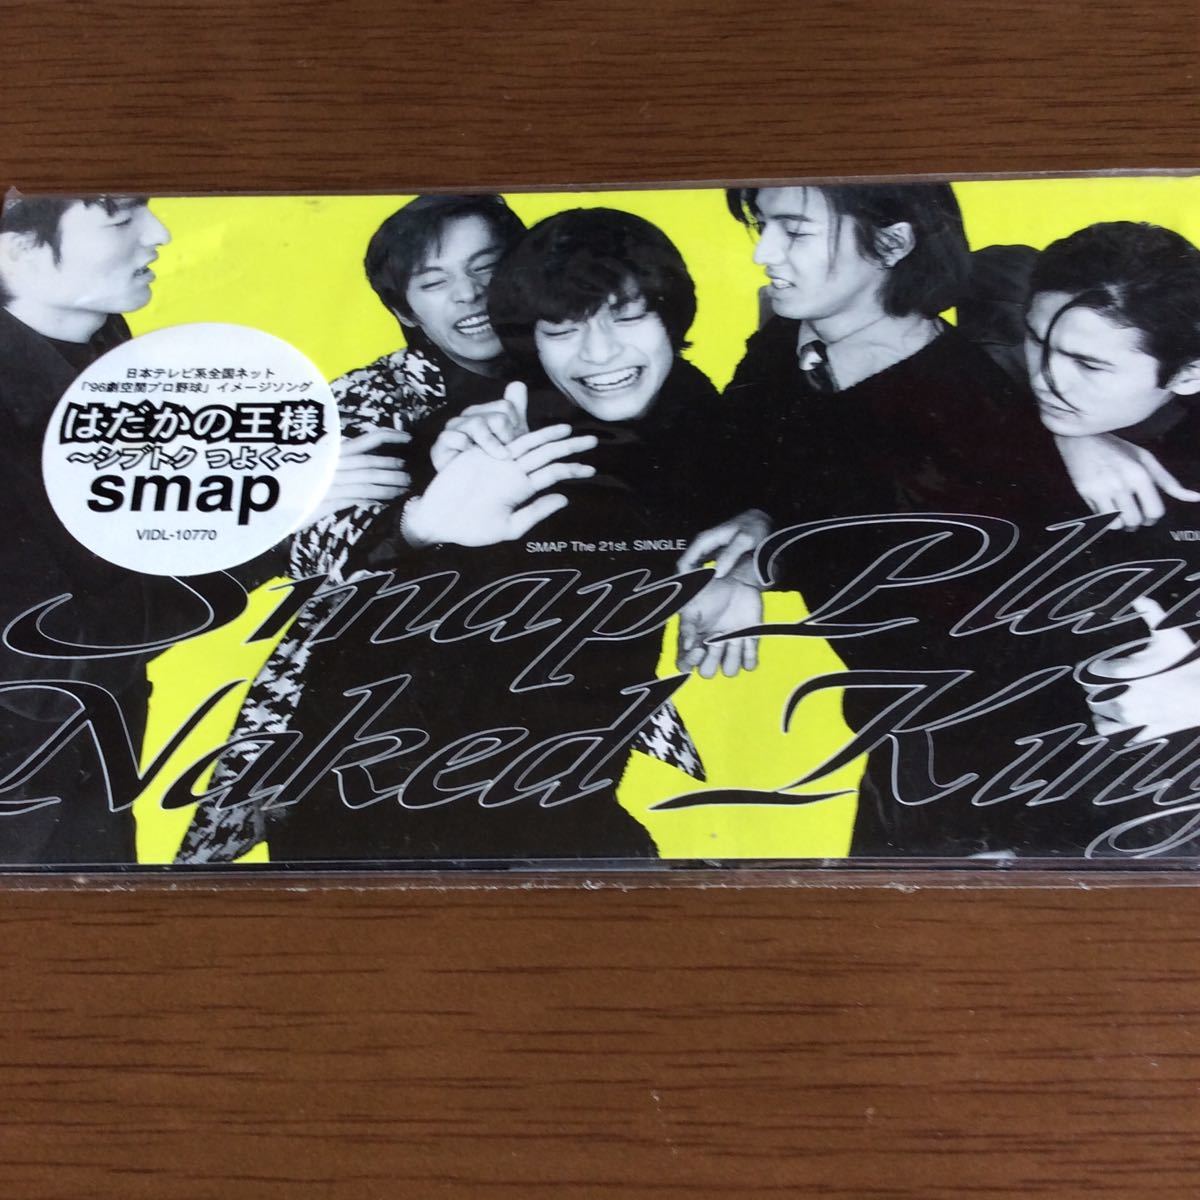 日本テレビ系全国ネット
「'96劇空間プロ野球」イメージソング
はだかの王様
～シブトク つよく～
smap
VIDL-10770
SMAP The 21st. SINGLE
VIDL
Smap Play
Naked King